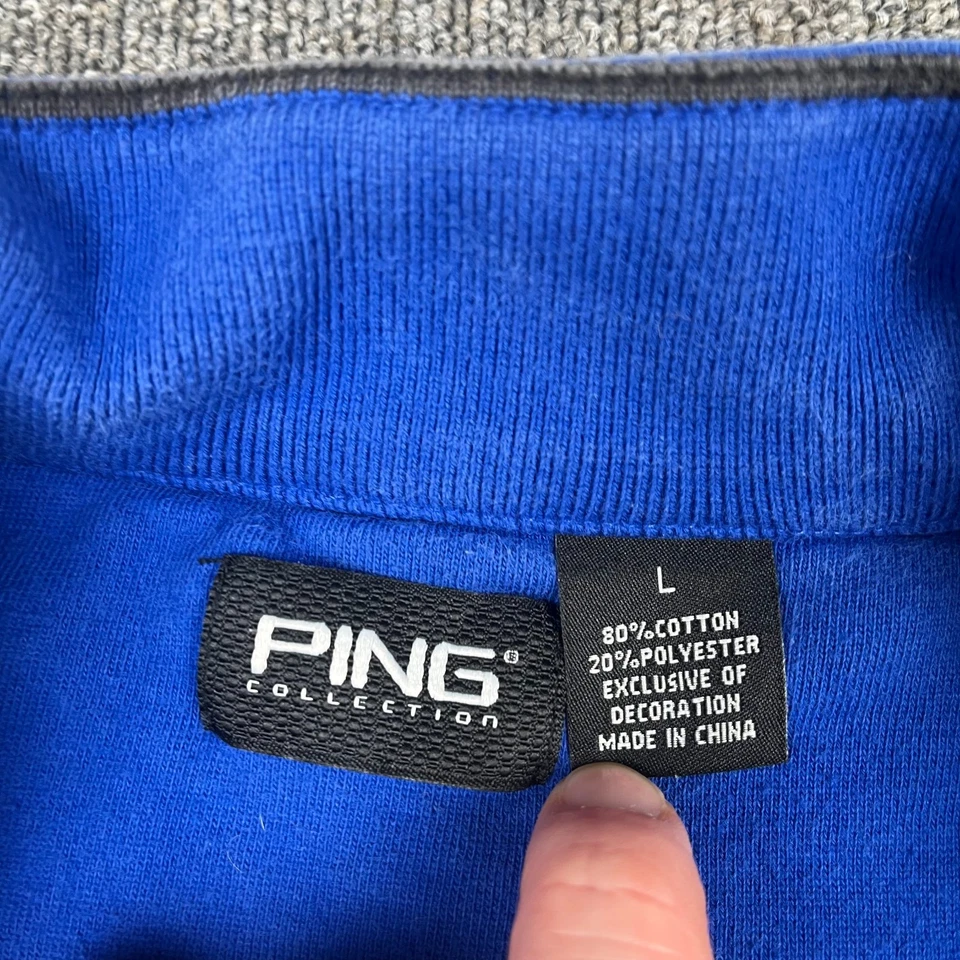 PING®
COLLECTION
L
80%COTTON
20%POLYESTER
EXCLUSIVE OF
DECORATION
MADE IN CHINA